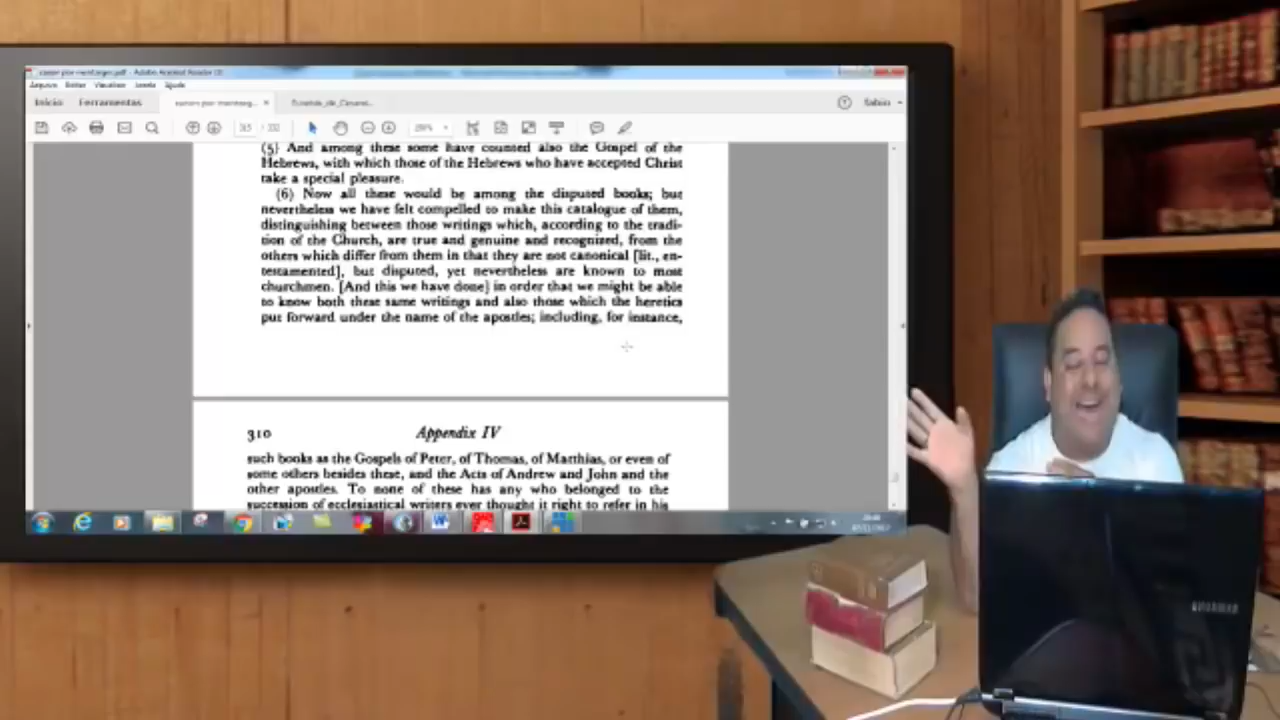 Início Ferramentas Sabin
(5) And among these some have counted also the Gospel of the
Hebrews, with which those of the Hebrews who have accepted Christ
take a special pleasure.
(6) Now all these would be among the disputed books; but
nevertheless we have felt compelled to make this catalogue of them,
distinguishing between those writings which, according to the tradi-
tion of the Church, are true and genuine and recognized, from the
others which differ from them in that they are not canonical [lit., en-
testamented], but disputed, yet nevertheless are known to most
churchmen. [And this we have done] in order that we might be able
to know both these same writings and also those which the heretics
put forward under the name of the apostles; including, for instance,
310 Appendix IV
such books as the Gospels of Peter, of Thomas, of Matthias, or even of
some others besides these, and the Acts of Andrew and John and the
other apostles. To none of these has any who belonged to the
succession of ecclesiastical writers ever thought it right to refer in his